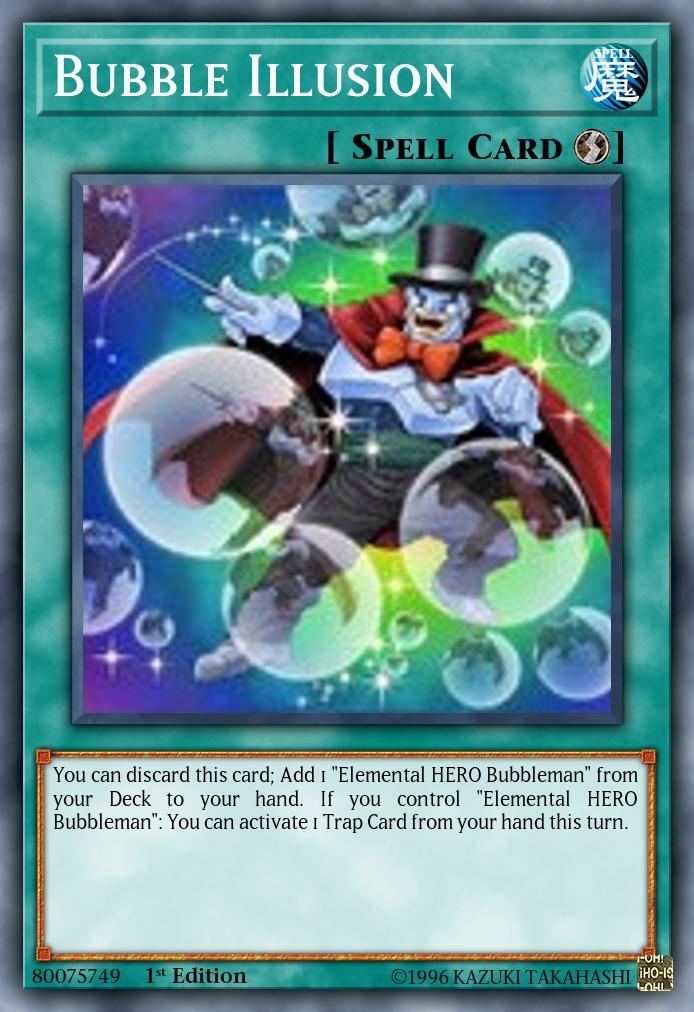 BUBBLE ILLUSION
SPELL
魔
[ SPELL CARD ]
You can discard this card; Add 1 "Elemental HERO Bubbleman" from
your Deck to your hand. If you control "Elemental HERO
Bubbleman": You can activate 1 Trap Card from your hand this turn.
80075749 1st Edition ©1996 KAZUKI TAKAHASHI